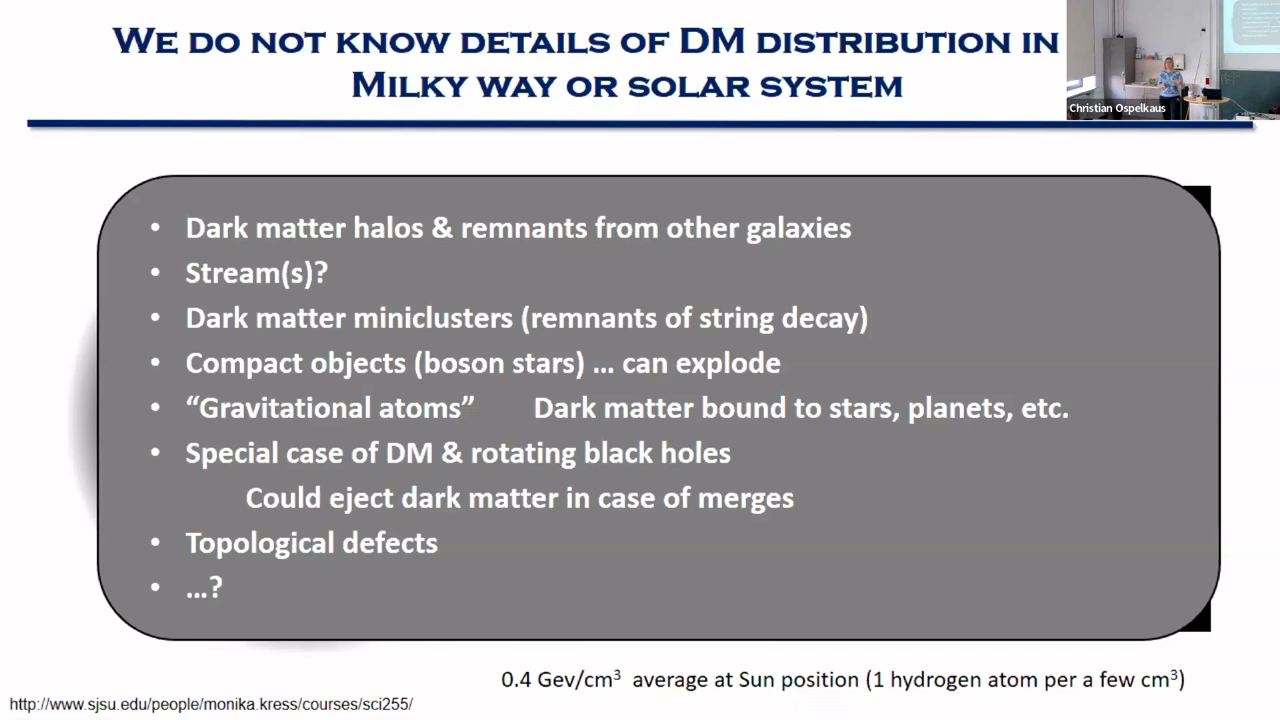 WE DO NOT KNOW DETAILS OF DM DISTRIBUTION IN
MILKY WAY OR SOLAR SYSTEM
Christian Ospelkaus
• Dark matter halos & remnants from other galaxies
• Stream(s)?
• Dark matter miniclusters (remnants of string decay)
• Compact objects (boson stars) ... can explode
• “Gravitational atoms” Dark matter bound to stars, planets, etc.
• Special case of DM & rotating black holes
Could eject dark matter in case of merges
• Topological defects
• ...?
0.4 Gev/cm³ average at Sun position (1 hydrogen atom per a few cm³)
http://www.sjsu.edu/people/monika.kress/courses/sci255/